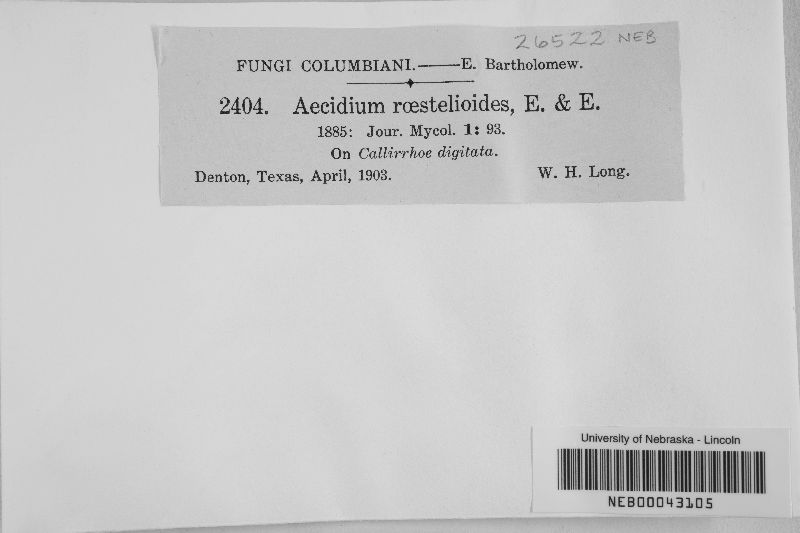 26522 NEB
FUNGI COLUMBIANI.——E. Bartholomew.
2404. Aecidium rœstelioides, E. & E.
1885: Jour. Mycol. 1: 93.
On Callirrhoe digitata.
Denton, Texas, April, 1903. W. H. Long.
University of Nebraska - Lincoln
NEB00043105